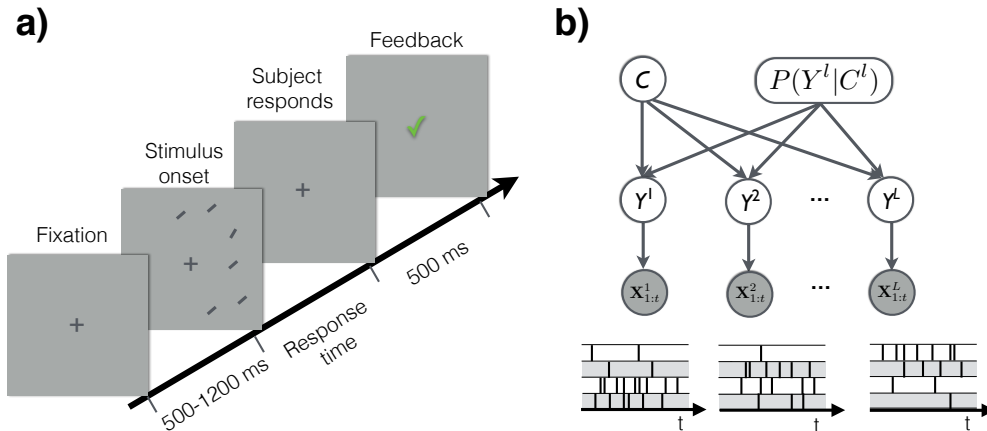 a)
Feedback
Subject
responds
Stimulus
onset
Fixation
500-1200 ms
Response
time
500 ms
b)
C
P(Y^l|C^l)
Y^1 Y^2 ... Y^L
X^1_{1:t} X^2_{1:t} ... X^L_{1:t}
t t t